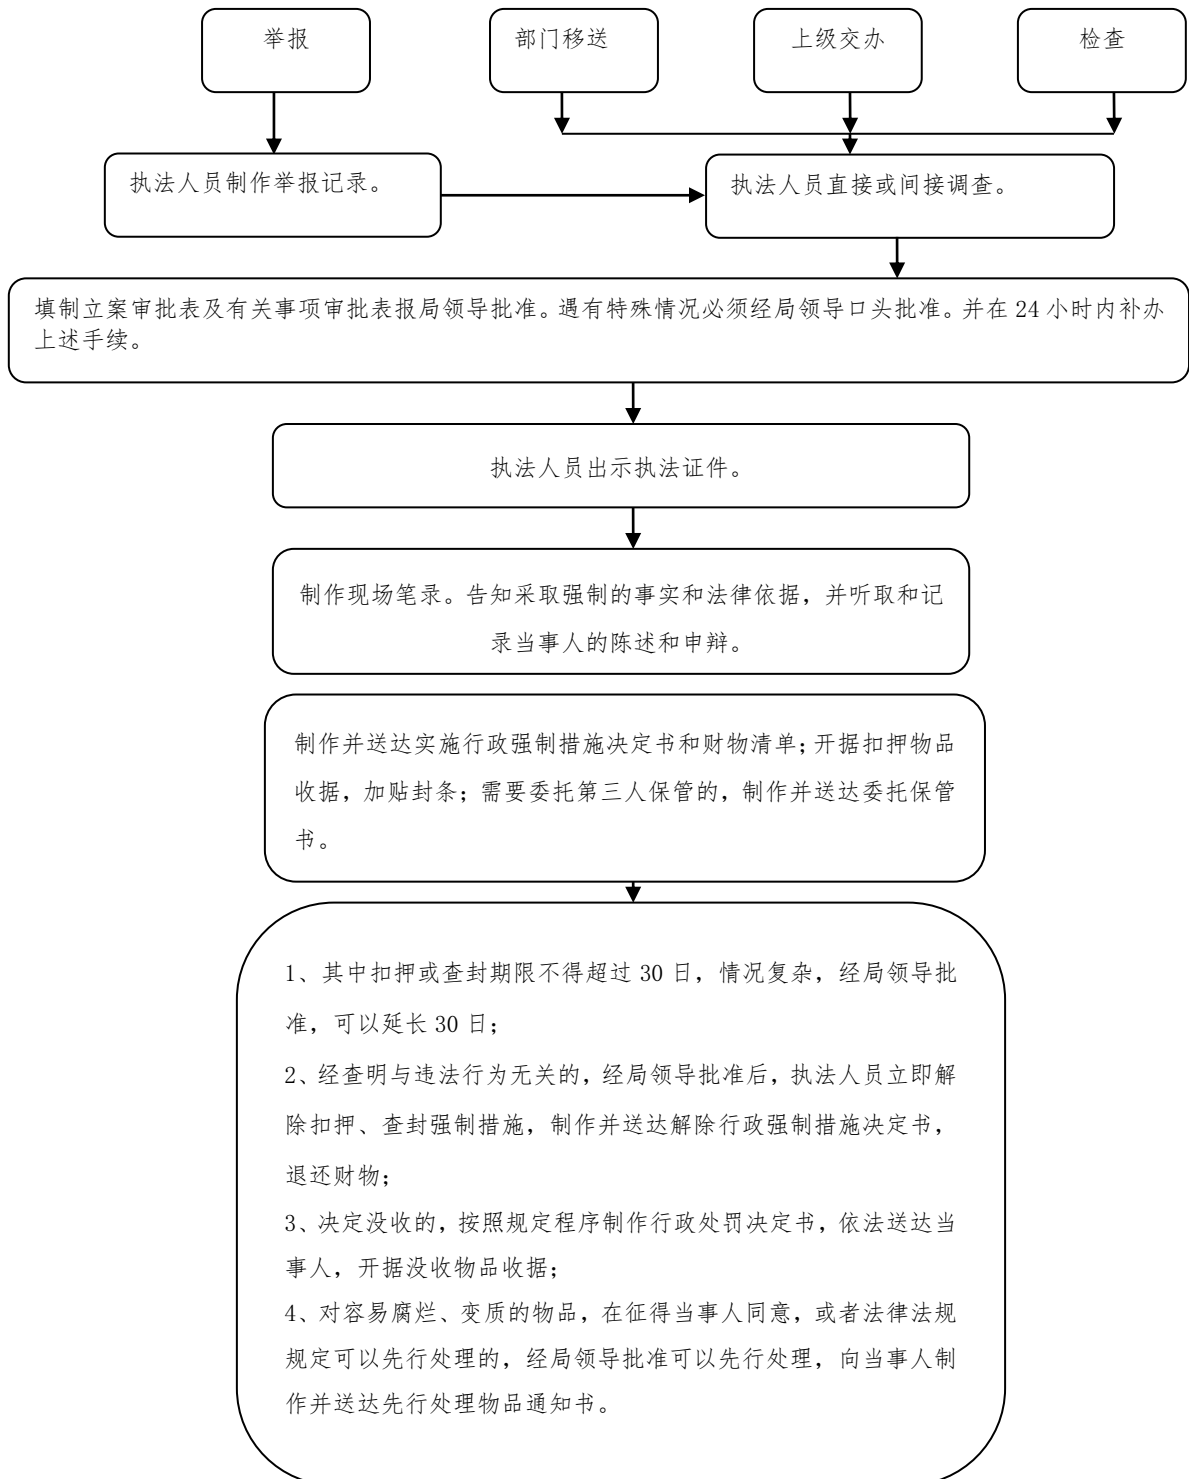 举报
部门移送
上级交办
检查
执法人员制作举报记录。
执法人员直接或间接调查。
填制立案审批表及有关事项审批表报局领导批准。遇有特殊情况必须经局领导口头批准。并在 24 小时内补办
上述手续。
执法人员出示执法证件。
制作现场笔录。告知采取强制的事实和法律依据，并听取和记
录当事人的陈述和申辩。
制作并送达实施行政强制措施决定书和财物清单；开据扣押物品
收据，加贴封条；需要委托第三人保管的，制作并送达委托保管
书。
1、其中扣押或查封期限不得超过 30 日，情况复杂，经局领导批
准，可以延长 30 日；
2、经查明与违法行为无关的，经局领导批准后，执法人员立即解
除扣押、查封强制措施，制作并送达解除行政强制措施决定书，
退还财物；
3、决定没收的，按照规定程序制作行政处罚决定书，依法送达当
事人，开据没收物品收据；
4、对容易腐烂、变质的物品，在征得当事人同意，或者法律法规
规定可以先行处理的，经局领导批准可以先行处理，向当事人制
作并送达先行处理物品通知书。